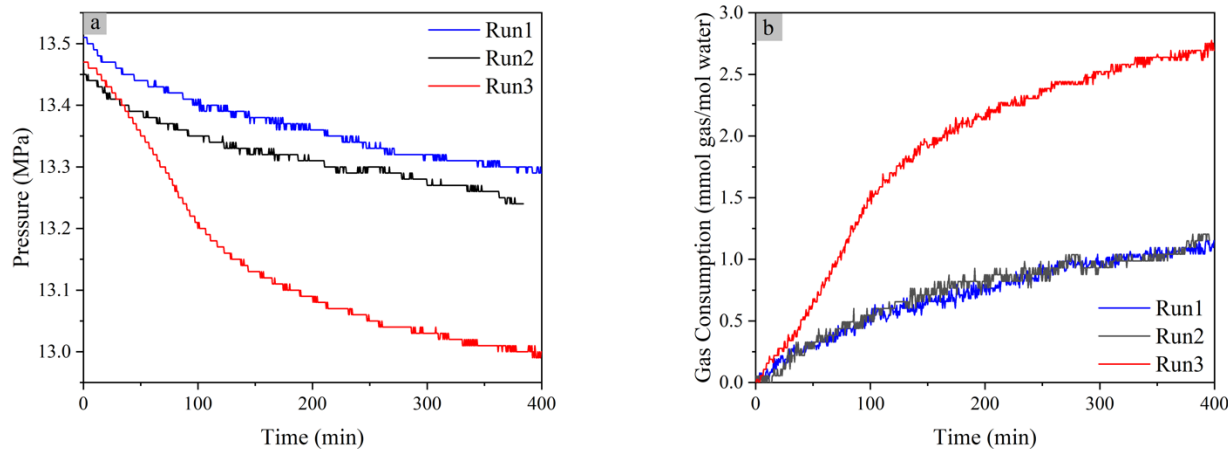 a
Run1
Run2
Run3
13.5
13.4
13.3
13.2
13.1
13.0
Pressure (MPa)
0
100
200
300
400
Time (min)
b
3.0
2.5
2.0
1.5
1.0
0.5
0.0
Gas Consumption (mmol gas/mol water)
Run1
Run2
Run3
0
100
200
300
400
Time (min)